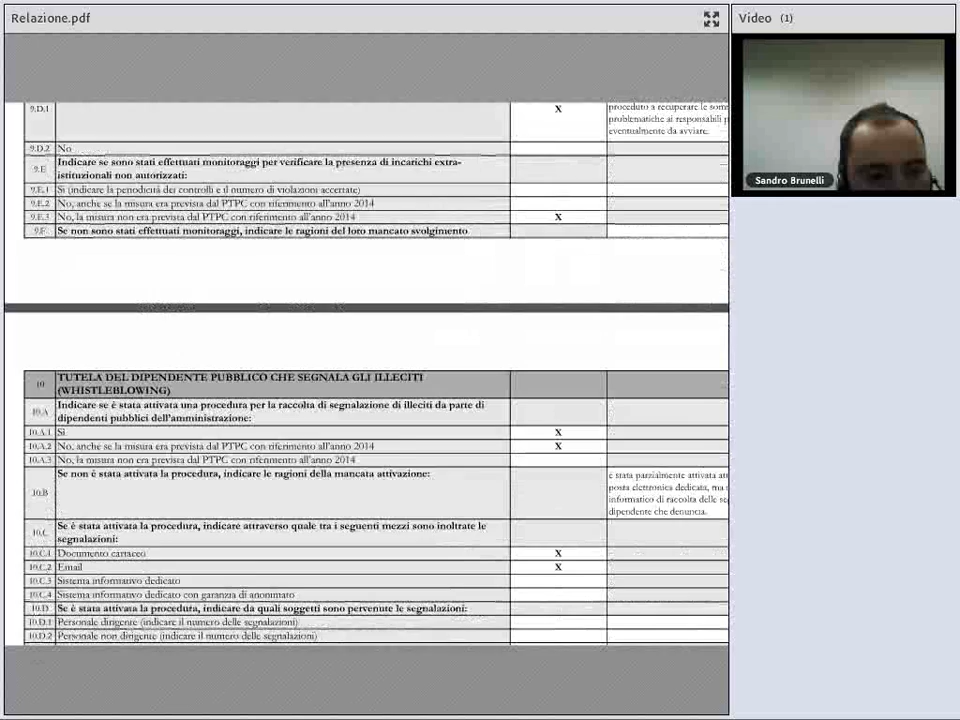 Relazione.pdf
Video (1)
Sandro Brunelli
9.D.1 X proceduto a recuperare le som
problematiche ai responsabili p
eventualmente da avviare.
9.D.2 No
9.E Indicare se sono stati effettuati monitoraggi per verificare la presenza di incarichi extra-
istituzionali non autorizzati:
9.E.1 Sì (indicare la periodicità dei controlli e il numero di violazioni accertate)
9.E.2 No, anche se la misura era prevista dal PTPC con riferimento all'anno 2014
9.E.3 No, la misura non era prevista dal PTPC con riferimento all'anno 2014 X
9.F Se non sono stati effettuati monitoraggi, indicare le ragioni del loro mancato svolgimento
10 TUTELA DEL DIPENDENTE PUBBLICO CHE SEGNALA GLI ILLECITI
(WHISTLEBLOWING)
10.A Indicare se è stata attivata una procedura per la raccolta di segnalazione di illeciti da parte di
dipendenti pubblici dell'amministrazione:
10.A.1 Sì X
10.A.2 No, anche se la misura era prevista dal PTPC con riferimento all'anno 2014 X
10.A.3 No, la misura non era prevista dal PTPC con riferimento all'anno 2014
10.B Se non è stata attivata la procedura, indicare le ragioni della mancata attivazione: è stata parzialmente attivata att
posta elettronica dedicata, ma
informatico di raccolta delle se
dipendente che denuncia.
10.C Se è stata attivata la procedura, indicare attraverso quale tra i seguenti mezzi sono inoltrate le
segnalazioni:
10.C.1 Documento cartaceo X
10.C.2 Email X
10.C.3 Sistema informativo dedicato
10.C.4 Sistema informativo dedicato con garanzia di anonimato
10.D Se è stata attivata la procedura, indicare da quali soggetti sono pervenute le segnalazioni:
10.D.1 Personale dirigente (indicare il numero delle segnalazioni)
10.D.2 Personale non dirigente (indicare il numero delle segnalazioni)